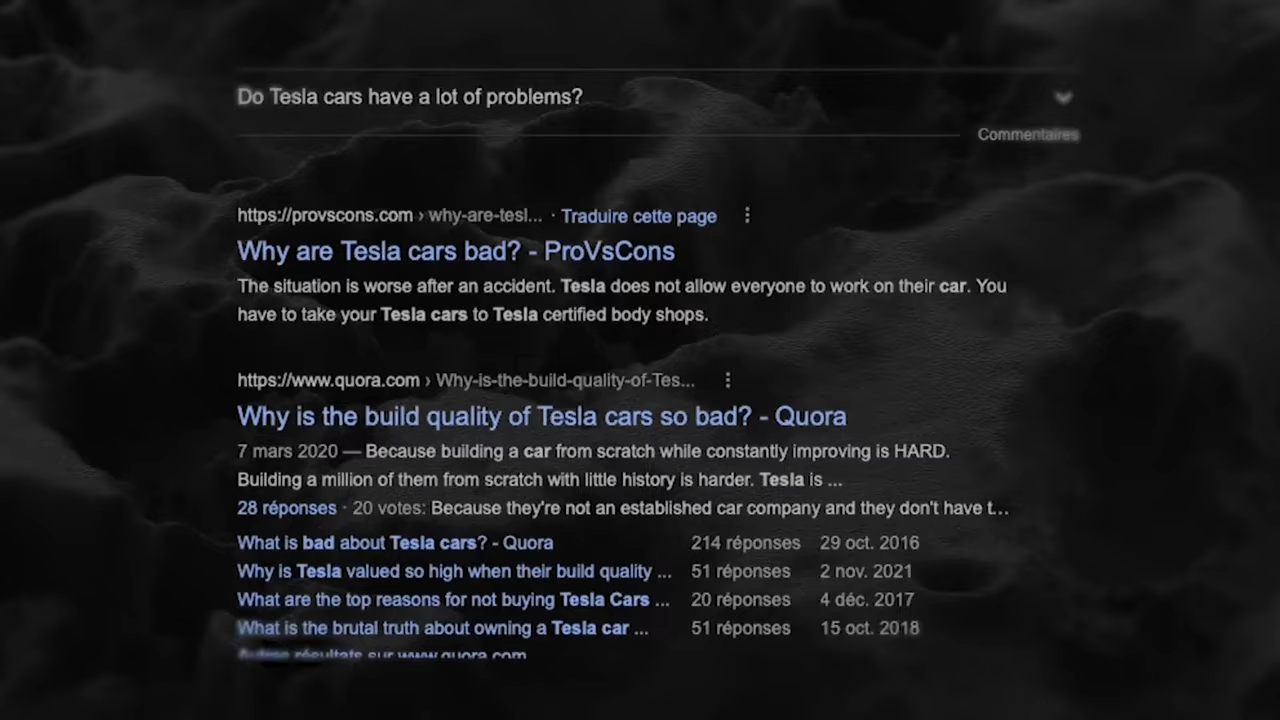 Do Tesla cars have a lot of problems?
Commentaires
https://provscons.com › why-are-tesl... · Traduire cette page
Why are Tesla cars bad? - ProVsCons
The situation is worse after an accident. Tesla does not allow everyone to work on their car. You
have to take your Tesla cars to Tesla certified body shops.
https://www.quora.com › Why-is-the-build-quality-of-Tes...
Why is the build quality of Tesla cars so bad? - Quora
7 mars 2020 — Because building a car from scratch while constantly improving is HARD.
Building a million of them from scratch with little history is harder. Tesla is ...
28 réponses · 20 votes: Because they're not an established car company and they don't have t...
What is bad about Tesla cars? - Quora 214 réponses 29 oct. 2016
Why is Tesla valued so high when their build quality ... 51 réponses 2 nov. 2021
What are the top reasons for not buying Tesla Cars ... 20 réponses 4 déc. 2017
What is the brutal truth about owning a Tesla car ... 51 réponses 15 oct. 2018
Autres résultats sur www.quora.com